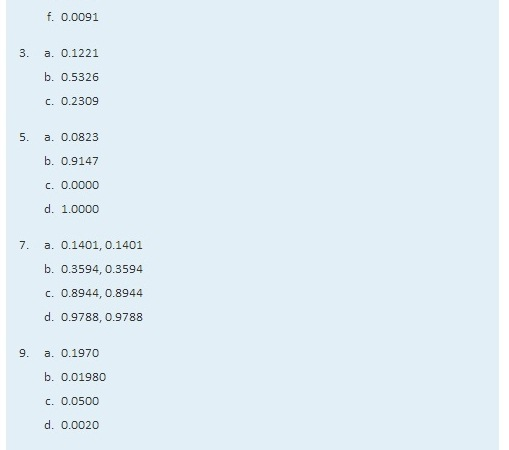 f. 0.0091
3. a. 0.1221
b. 0.5326
c. 0.2309
5. a. 0.0823
b. 0.9147
c. 0.0000
d. 1.0000
7. a. 0.1401, 0.1401
b. 0.3594, 0.3594
c. 0.8944, 0.8944
d. 0.9788, 0.9788
9. a. 0.1970
b. 0.01980
c. 0.0500
d. 0.0020